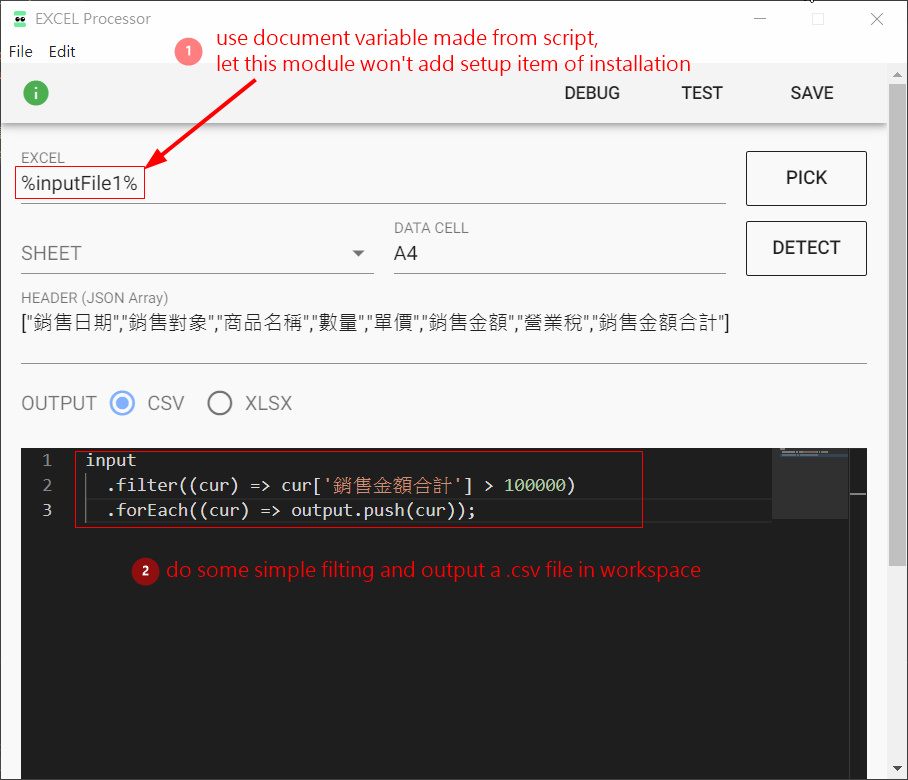 EXCEL Processor
File Edit
1 use document variable made from script,
let this module won't add setup item of installation
i DEBUG TEST SAVE
EXCEL
%inputFile1%
PICK
SHEET
DATA CELL
A4
DETECT
HEADER (JSON Array)
["銷售日期","銷售對象","商品名稱","數量","單價","銷售金額","營業稅","銷售金額合計"]
OUTPUT CSV XLSX
1 input
2 .filter((cur) => cur['銷售金額合計'] > 100000)
3 .forEach((cur) => output.push(cur));
2 do some simple filting and output a .csv file in workspace